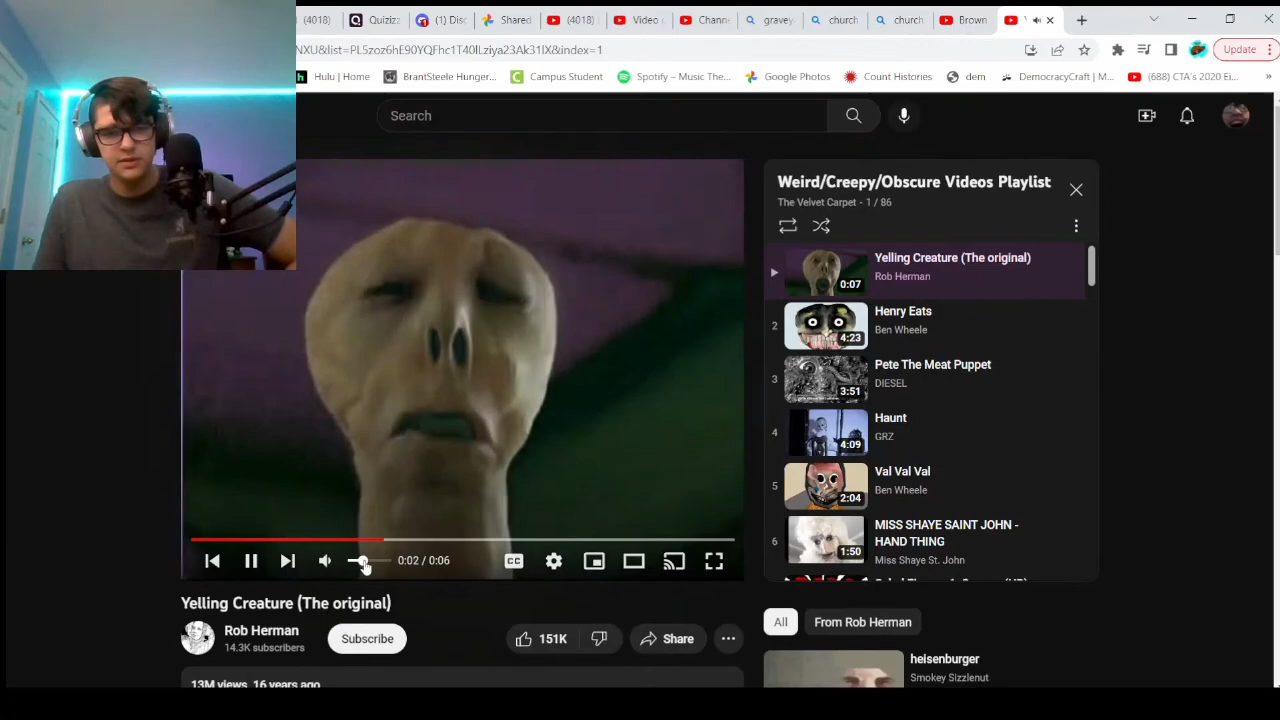 (4018)
Quizizz
(1) Disc
Shared
(4018) (
Video c
Channe
gravey
church
church
Brown
NXU&list=PL5zoz6hE90YQFhc1T40lLziya23Ak31lX&index=1
Update
Hulu | Home
BrantSteele Hunger...
Campus Student
Spotify – Music The...
Google Photos
Count Histories
dem
DemocracyCraft | M...
(688) CTA's 2020 Ei...
Search
Weird/Creepy/Obscure Videos Playlist
The Velvet Carpet - 1 / 86
Yelling Creature (The original)
Rob Herman
0:07
2
Henry Eats
Ben Wheele
4:23
3
Pete The Meat Puppet
DIESEL
3:51
4
Haunt
GRZ
4:09
5
Val Val Val
Ben Wheele
2:04
6
MISS SHAYE SAINT JOHN -
HAND THING
Miss Shaye St. John
1:50
0:02 / 0:06
CC
Yelling Creature (The original)
Rob Herman
14.3K subscribers
Subscribe
151K
Share
All
From Rob Herman
13M views, 16 years ago
heisenburger
Smokey Sizzlenut